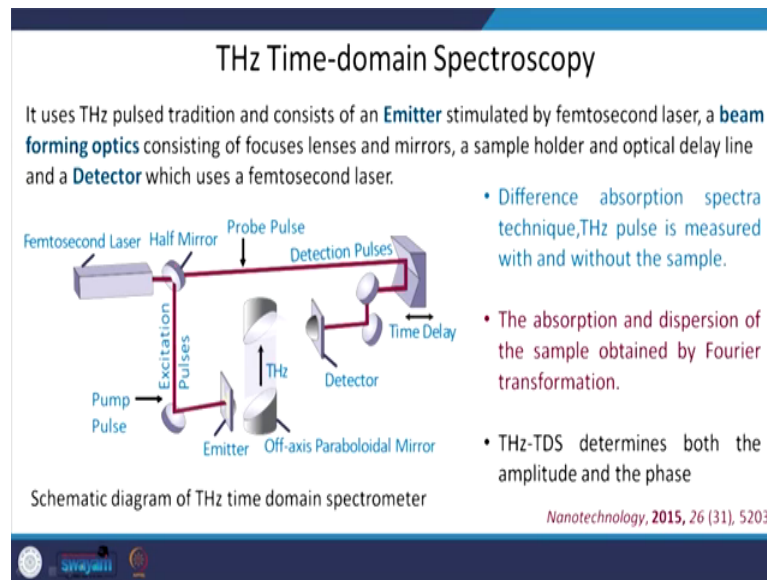 THz Time-domain Spectroscopy
It uses THz pulsed tradition and consists of an Emitter stimulated by femtosecond laser, a beam
forming optics consisting of focuses lenses and mirrors, a sample holder and optical delay line
and a Detector which uses a femtosecond laser.
Femtosecond Laser
Half Mirror
Probe Pulse
Detection Pulses
Time Delay
Excitation
Pulses
THz
Detector
Pump
Pulse
Emitter
Off-axis Paraboloidal Mirror
Schematic diagram of THz time domain spectrometer
• Difference absorption spectra
technique,THz pulse is measured
with and without the sample.
• The absorption and dispersion of
the sample obtained by Fourier
transformation.
• THz-TDS determines both the
amplitude and the phase
Nanotechnology, 2015, 26 (31), 5203
swayam